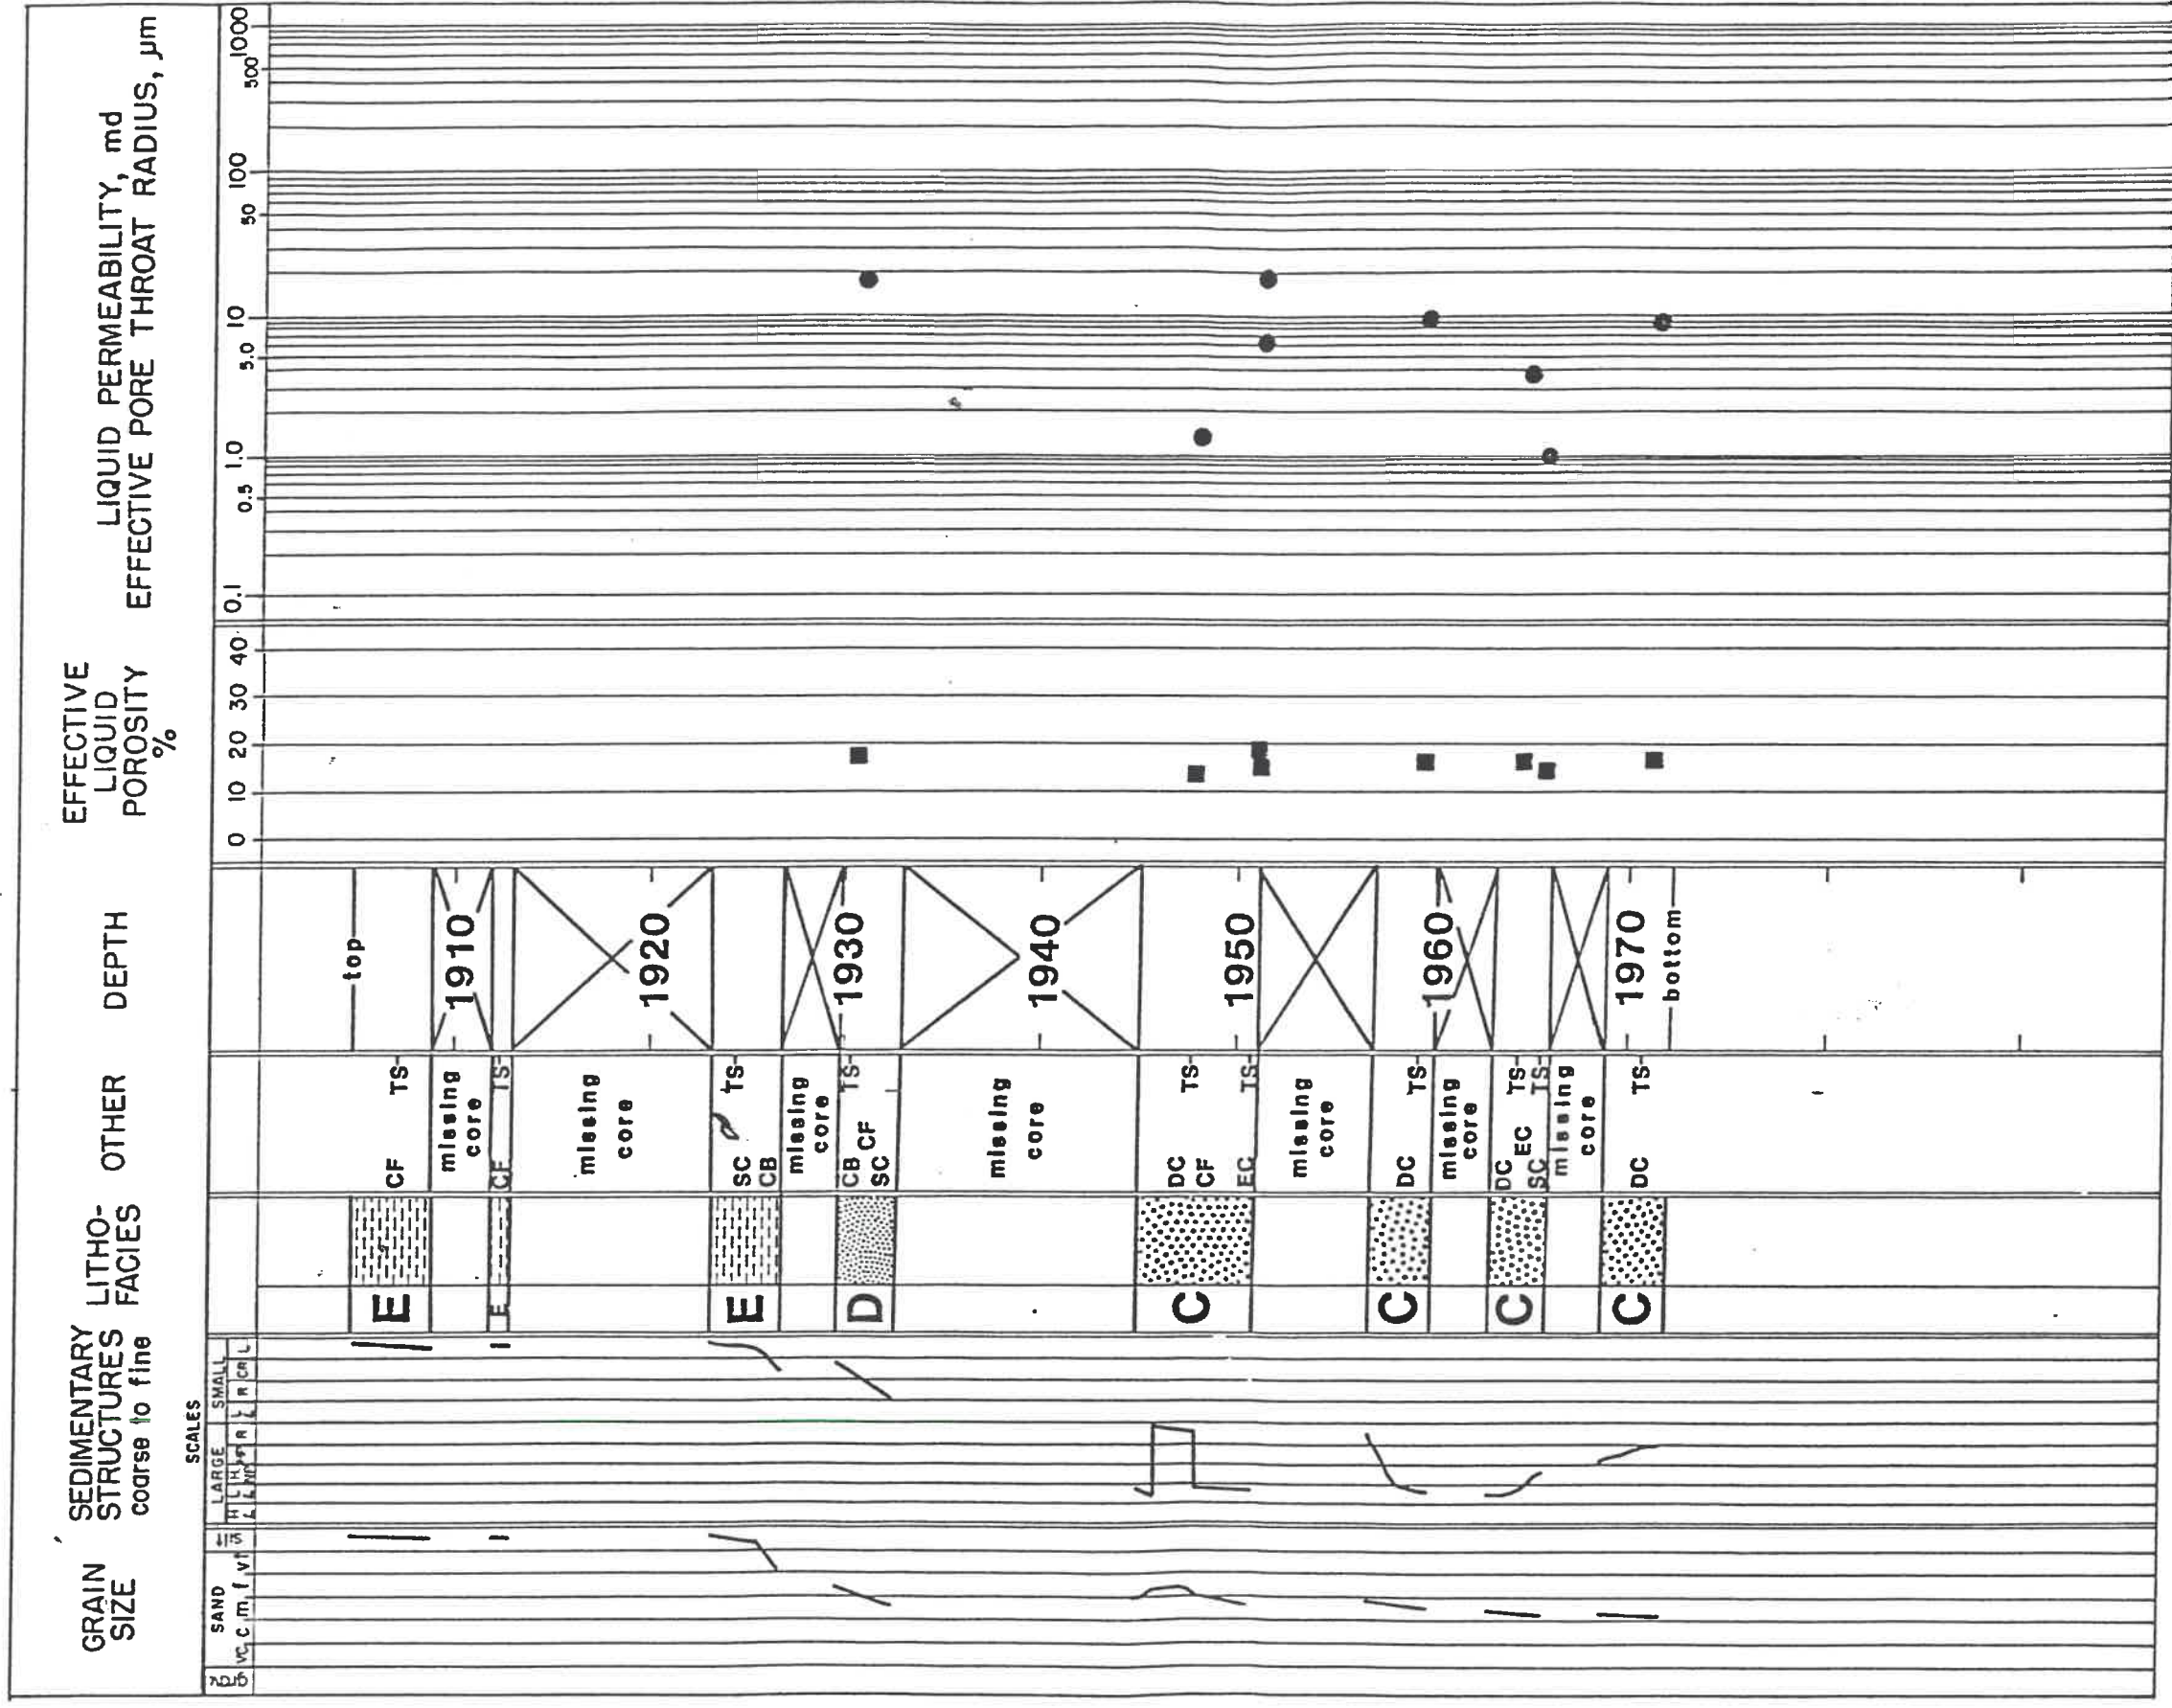 GRAIN
SIZE
SEDIMENTARY
STRUCTURES
coarse to fine
LITHO-
FACIES
OTHER
DEPTH
EFFECTIVE
LIQUID
POROSITY
%
LIQUID PERMEABILITY, md
EFFECTIVE PORE THROAT RADIUS, µm
SCALES
SAND
vc c m f vf
LARGE
SMALL
0 10 20 30 40
0.1 0.5 1.0 5.0 10 50 100 500 1000
top
E CF TS
missing
core
1910
E CF TS
missing
core
1920
E SC TS
CB
missing
core
D CB TS 1930
CF
SC
missing
core
1940
C DC TS
CF
EC TS 1950
missing
core
C DC TS
1960
missing
core
C DC TS
EC
SC TS
missing
core
C DC TS 1970
bottom